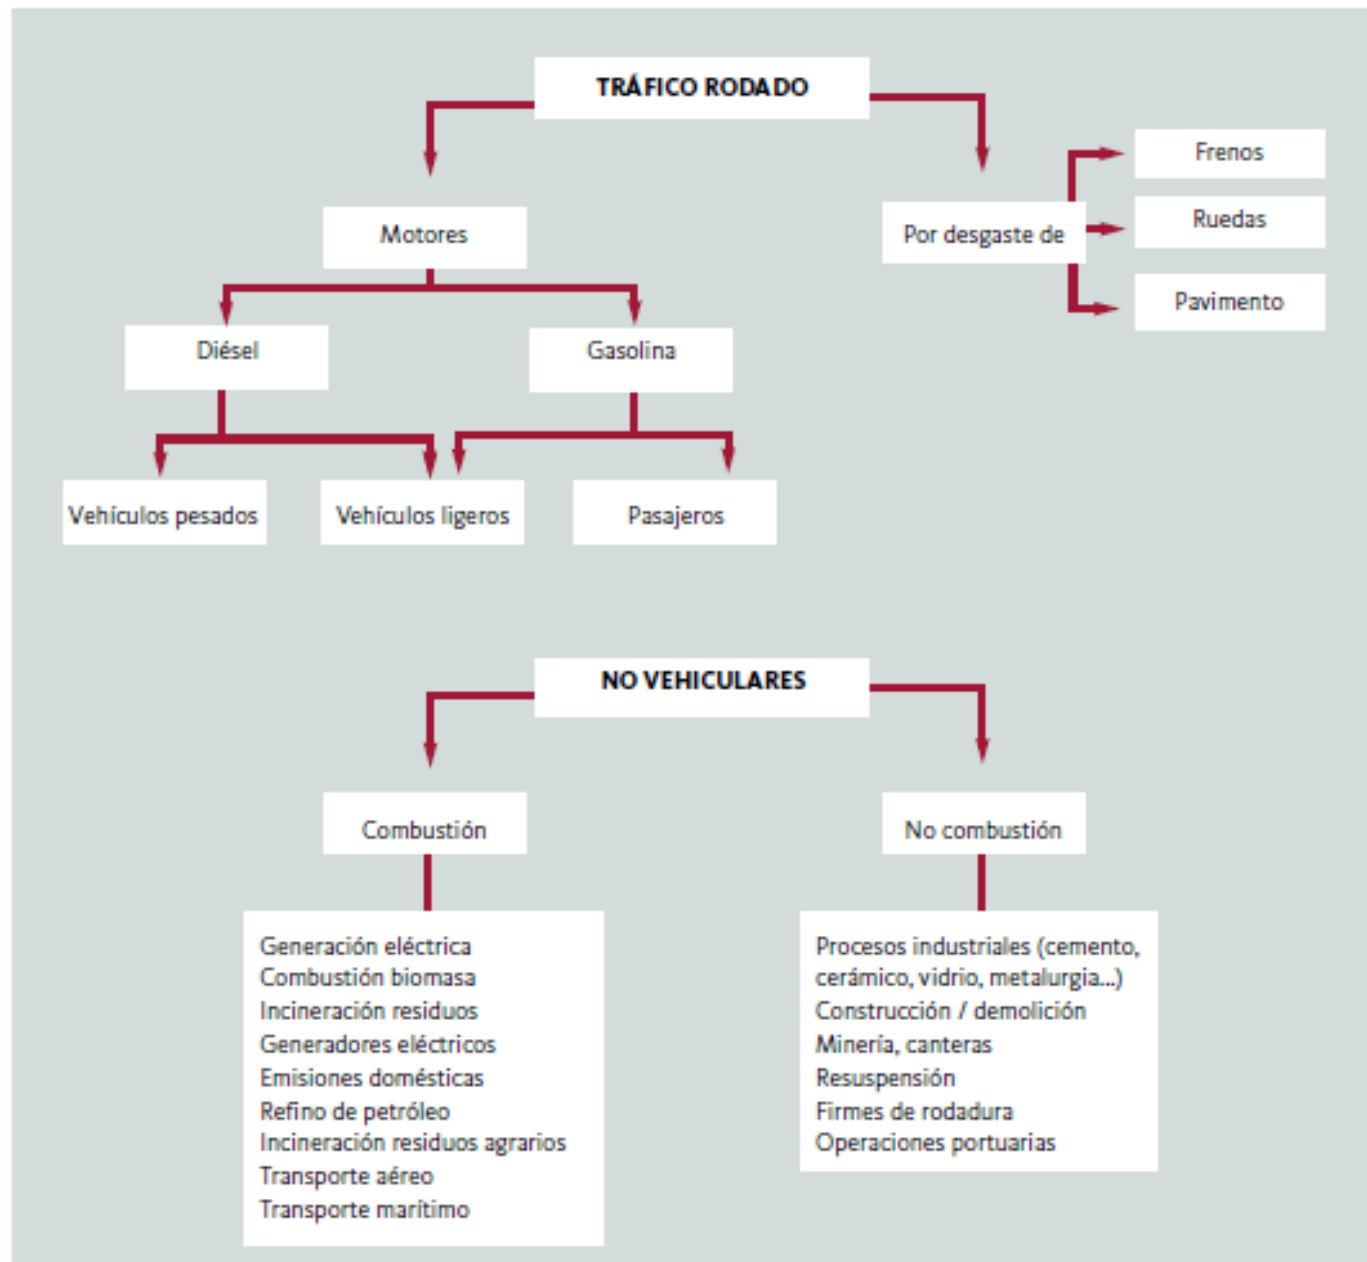 TRÁFICO RODADO
Frenos
Ruedas
Motores
Por desgaste de
Pavimento
Diésel
Gasolina
Vehículos pesados
Vehículos ligeros
Pasajeros
NO VEHICULARES
Combustión
No combustión
Generación eléctrica
Combustión biomasa
Incineración residuos
Generadores eléctricos
Emisiones domésticas
Refino de petróleo
Incineración residuos agrarios
Transporte aéreo
Transporte marítimo
Procesos industriales (cemento,
cerámico, vidrio, metalurgia...)
Construcción / demolición
Minería, canteras
Resuspensión
Firmes de rodadura
Operaciones portuarias